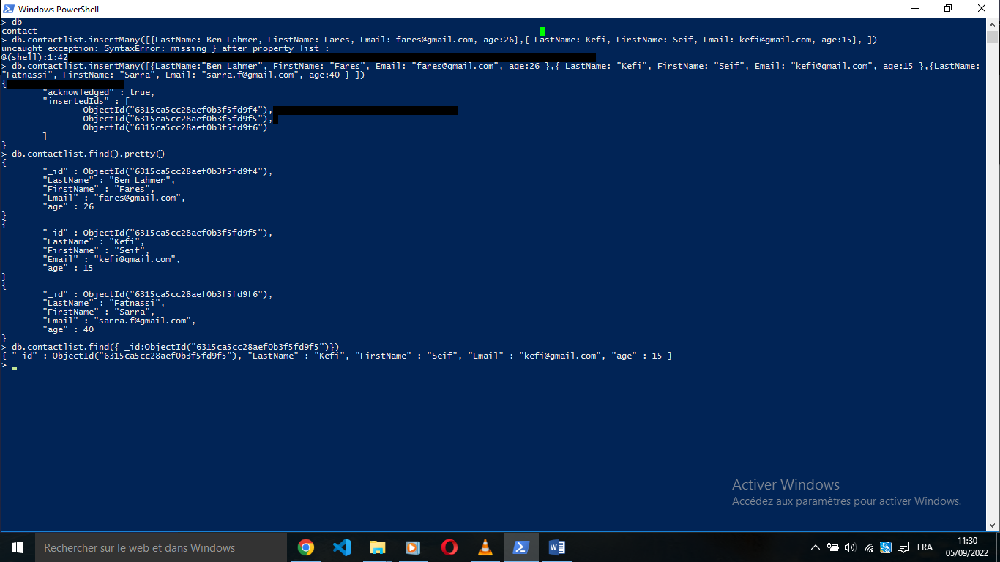 Windows PowerShell
> db
contact
> db.contactlist.insertMany([{LastName: Ben Lahmer, FirstName: Fares, Email: fares@gmail.com, age:26},{ LastName: Kefi, FirstName: Seif, Email: kefi@gmail.com, age:15}, ])
uncaught exception: SyntaxError: missing } after property list :
@(shell):1:42
> db.contactlist.insertMany([{LastName:"Ben Lahmer", FirstName: "Fares", Email: "fares@gmail.com", age:26 },{ LastName: "Kefi", FirstName: "Seif", Email: "kefi@gmail.com", age:15 },{LastName:
"Fatnassi", FirstName: "Sarra", Email: "sarra.f@gmail.com", age:40 } ])
{
"acknowledged" : true,
"insertedIds" : [
ObjectId("6315ca5cc28aef0b3f5fd9f4"),
ObjectId("6315ca5cc28aef0b3f5fd9f5"),
ObjectId("6315ca5cc28aef0b3f5fd9f6")
]
}
> db.contactlist.find().pretty()
{
"_id" : ObjectId("6315ca5cc28aef0b3f5fd9f4"),
"LastName" : "Ben Lahmer",
"FirstName" : "Fares",
"Email" : "fares@gmail.com",
"age" : 26
}
{
"_id" : ObjectId("6315ca5cc28aef0b3f5fd9f5"),
"LastName" : "Kefi",
"FirstName" : "Seif",
"Email" : "kefi@gmail.com",
"age" : 15
}
{
"_id" : ObjectId("6315ca5cc28aef0b3f5fd9f6"),
"LastName" : "Fatnassi",
"FirstName" : "Sarra",
"Email" : "sarra.f@gmail.com",
"age" : 40
}
> db.contactlist.find({ _id:ObjectId("6315ca5cc28aef0b3f5fd9f5")})
{ "_id" : ObjectId("6315ca5cc28aef0b3f5fd9f5"), "LastName" : "Kefi", "FirstName" : "Seif", "Email" : "kefi@gmail.com", "age" : 15 }
>
Activer Windows
Accédez aux paramètres pour activer Windows.
Rechercher sur le web et dans Windows
FRA
11:30
05/09/2022